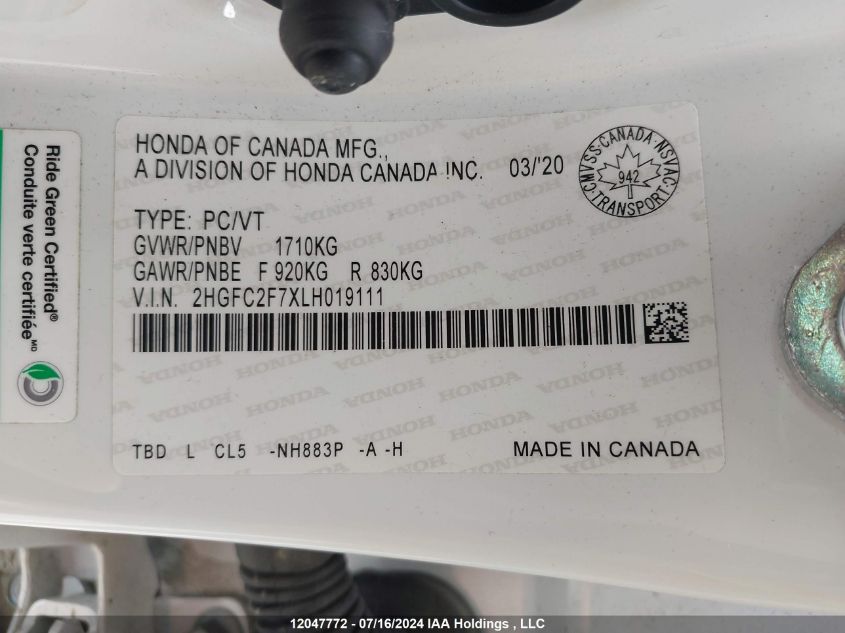 Ride Green Certified®
Conduite verte certifiée MD
HONDA OF CANADA MFG.,
A DIVISION OF HONDA CANADA INC. 03/'20
CMVSS·CANADA·NSVAC
942
TRANSPORT
TYPE: PC/VT
GVWR/PNBV 1710KG
GAWR/PNBE F 920KG R 830KG
V.I.N. 2HGFC2F7XLH019111
TBD L CL5 -NH883P -A -H
MADE IN CANADA
HONDA
12047772 - 07/16/2024 IAA Holdings , LLC